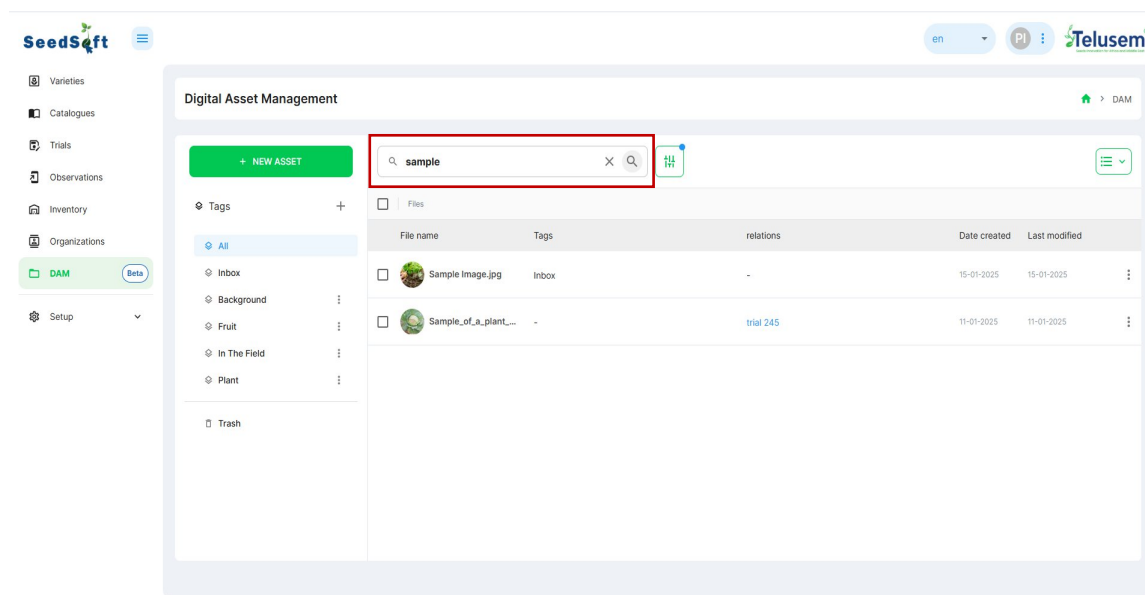 SeedSoft
en
PI
Telusem
Varieties
Catalogues
Trials
Observations
Inventory
Organizations
DAM Beta
Setup
Digital Asset Management
> DAM
+ NEW ASSET
Tags +
All
Inbox
Background
Fruit
In The Field
Plant
Trash
sample
Files
File name Tags relations Date created Last modified
Sample Image.jpg Inbox - 15-01-2025 15-01-2025
Sample_of_a_plant_... - trial 245 11-01-2025 11-01-2025